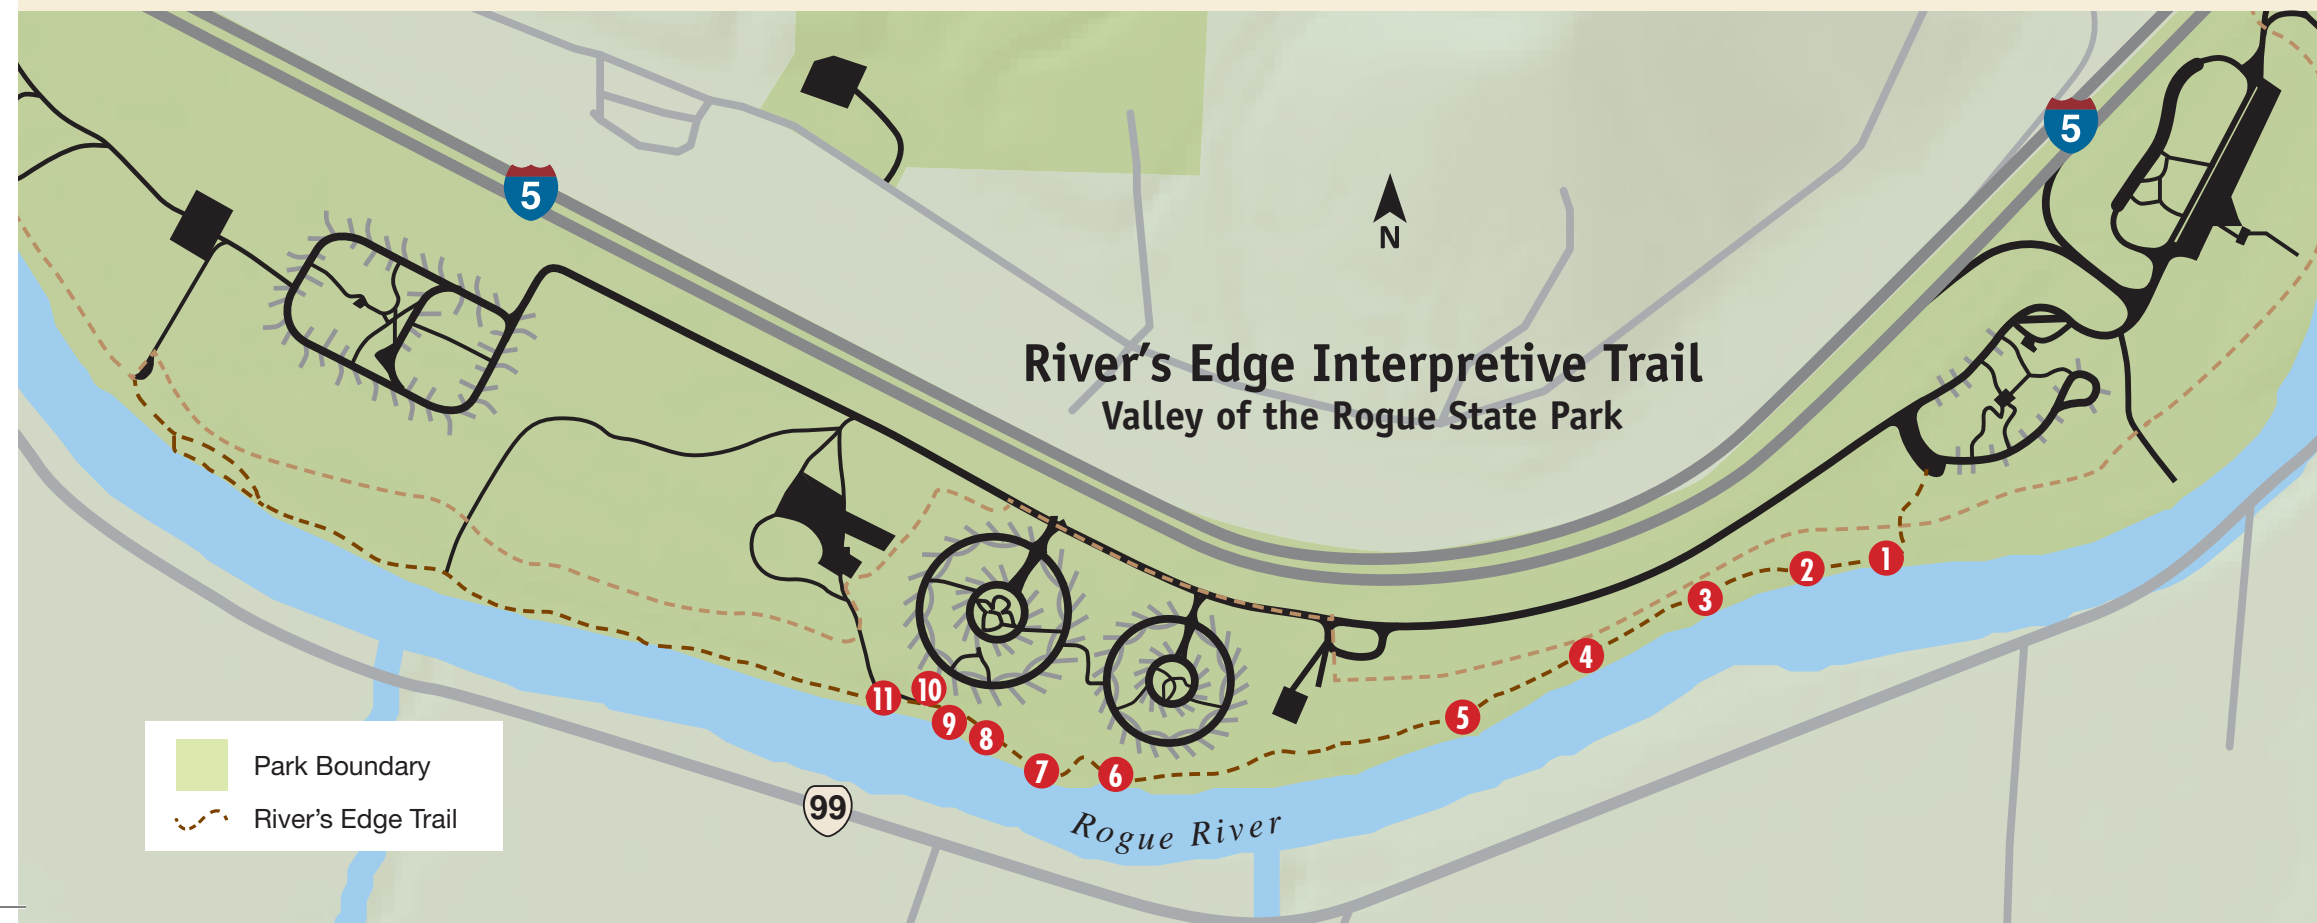 5
5
N
River's Edge Interpretive Trail
Valley of the Rogue State Park
1
2
3
4
5
6
7
8
9
10
11
99
Rogue River
Park Boundary
River's Edge Trail